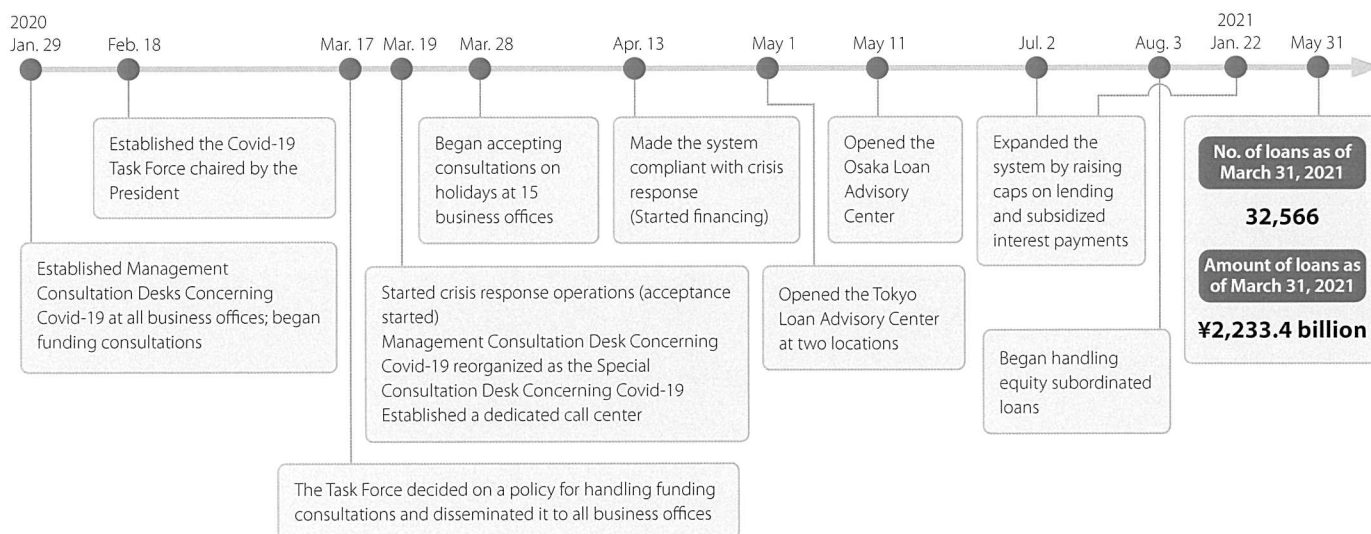 2020
Jan. 29
Feb. 18
Mar. 17
Mar. 19
Mar. 28
Apr. 13
May 1
May 11
Jul. 2
Aug. 3
2021
Jan. 22
May 31
Established the Covid-19
Task Force chaired by the
President
Began accepting
consultations on
holidays at 15
business offices
Made the system
compliant with crisis
response
(Started financing)
Opened the
Osaka Loan
Advisory
Center
Expanded the
system by raising
caps on lending
and subsidized
interest payments
No. of loans as of
March 31, 2021
32,566
Amount of loans as
of March 31, 2021
¥2,233.4 billion
Established Management
Consultation Desks Concerning
Covid-19 at all business offices; began
funding consultations
Started crisis response operations (acceptance
started)
Management Consultation Desk Concerning
Covid-19 reorganized as the Special
Consultation Desk Concerning Covid-19
Established a dedicated call center
Opened the Tokyo
Loan Advisory Center
at two locations
Began handling
equity subordinated
loans
The Task Force decided on a policy for handling funding
consultations and disseminated it to all business offices